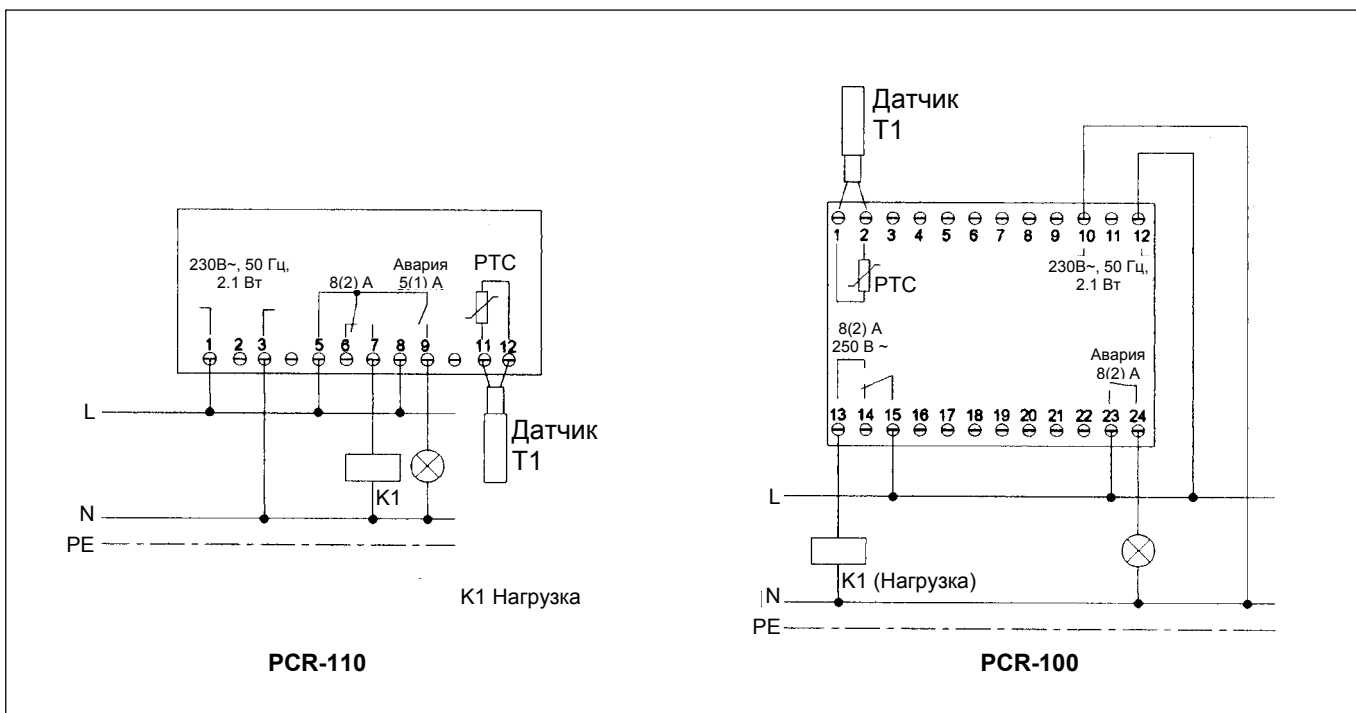 230В~, 50 Гц,
2.1 Вт
8(2) А
Авария
5(1) А
PTC
1 2 3 5 6 7 8 9 11 12
L
Датчик
T1
K1
N
PE
K1 Нагрузка
PCR-110
Датчик
T1
1 2 3 4 5 6 7 8 9 10 11 12
230В~, 50 Гц,
2.1 Вт
PTC
8(2) А
250 В ~
Авария
8(2) А
13 14 15 16 17 18 19 20 21 22 23 24
L
K1 (Нагрузка)
N
PE
PCR-100